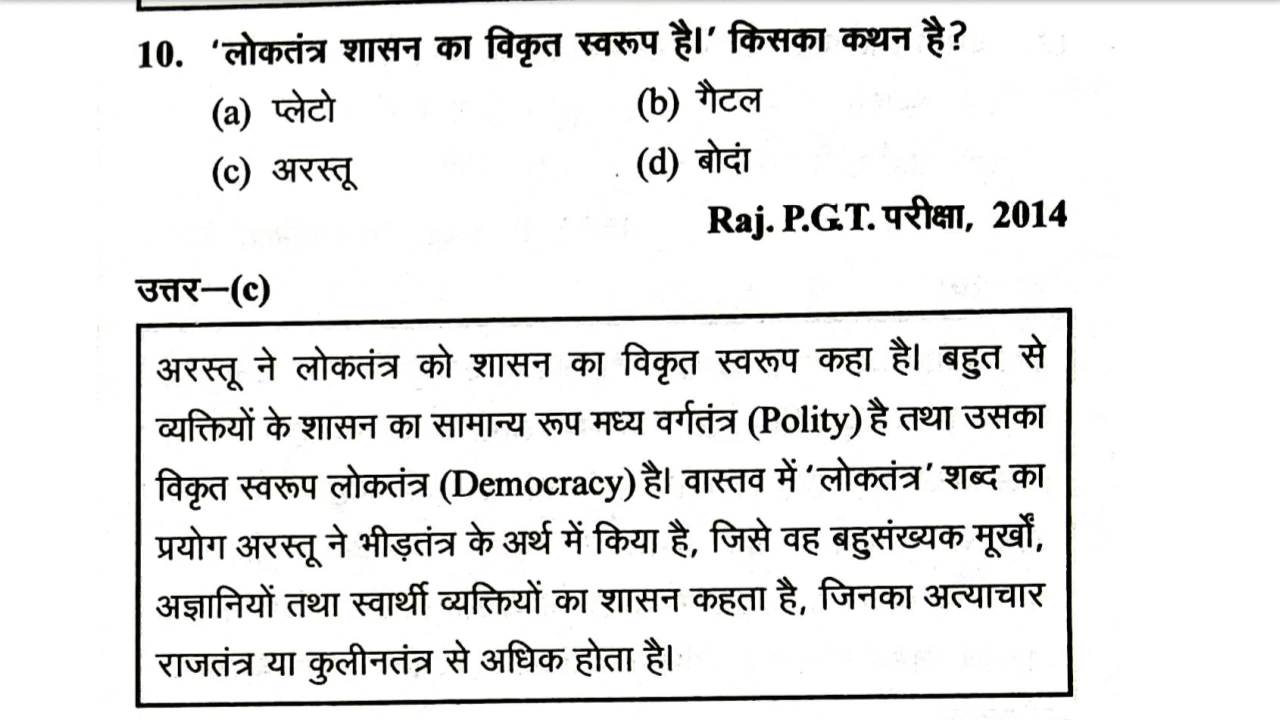 10. 'लोकतंत्र शासन का विकृत स्वरूप है।' किसका कथन है?
(a) प्लेटो (b) गैटल
(c) अरस्तू (d) बोदां
Raj. P.G.T. परीक्षा, 2014
उत्तर—(c)
अरस्तू ने लोकतंत्र को शासन का विकृत स्वरूप कहा है। बहुत से
व्यक्तियों के शासन का सामान्य रूप मध्य वर्गतंत्र (Polity) है तथा उसका
विकृत स्वरूप लोकतंत्र (Democracy) है। वास्तव में 'लोकतंत्र' शब्द का
प्रयोग अरस्तू ने भीड़तंत्र के अर्थ में किया है, जिसे वह बहुसंख्यक मूर्खों,
अज्ञानियों तथा स्वार्थी व्यक्तियों का शासन कहता है, जिनका अत्याचार
राजतंत्र या कुलीनतंत्र से अधिक होता है।